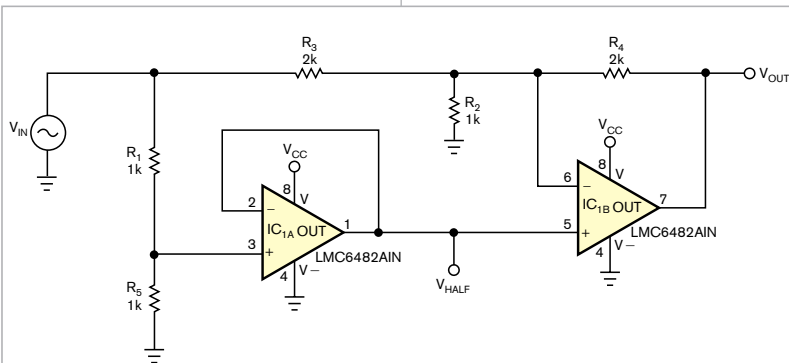 R3
2k
R4
2k
VOUT
VIN
R1
1k
R2
1k
VCC
8
V
2
−
IC1A OUT
1
3
+
LMC6482AIN
4
V−
VHALF
VCC
8
V
6
−
IC1B OUT
7
5
+
LMC6482AIN
4
V−
R5
1k